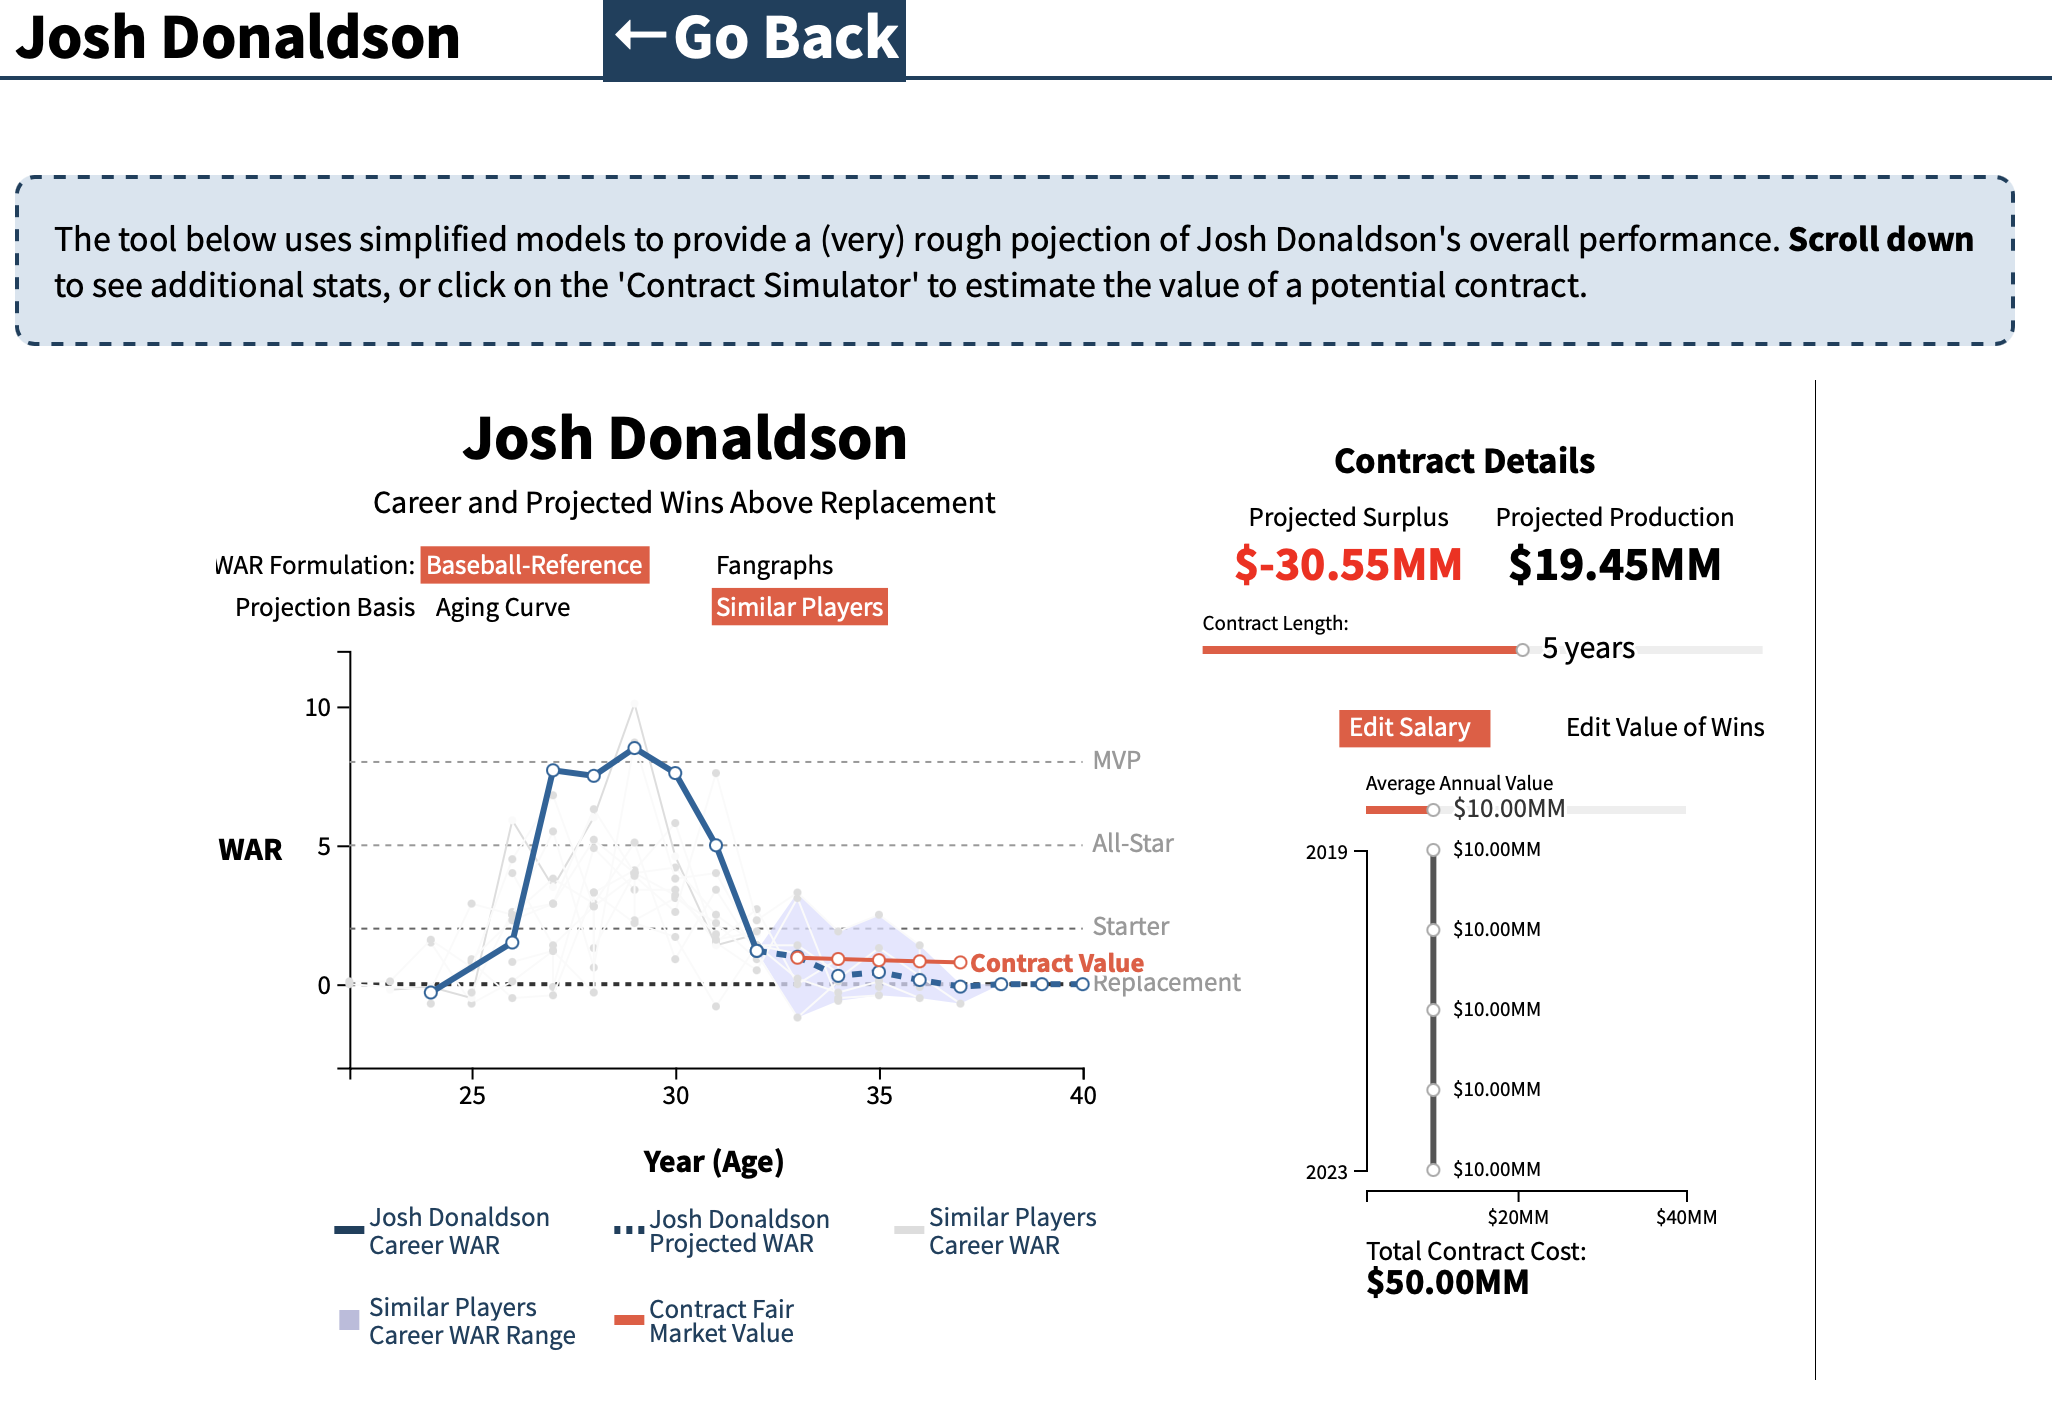 Josh Donaldson
←Go Back
The tool below uses simplified models to provide a (very) rough pojection of Josh Donaldson's overall performance. Scroll down
to see additional stats, or click on the 'Contract Simulator' to estimate the value of a potential contract.
Josh Donaldson
Career and Projected Wins Above Replacement
WAR Formulation: Baseball-Reference Fangraphs
Projection Basis Aging Curve Similar Players
10
5
0
WAR
MVP
All-Star
Starter
Contract Value
Replacement
25 30 35 40
Year (Age)
Josh Donaldson
Career WAR
Josh Donaldson
Projected WAR
Similar Players
Career WAR
Similar Players
Career WAR Range
Contract Fair
Market Value
Contract Details
Projected Surplus Projected Production
$-30.55MM $19.45MM
Contract Length:
5 years
Edit Salary Edit Value of Wins
Average Annual Value
$10.00MM
2019 $10.00MM
$10.00MM
$10.00MM
$10.00MM
2023 $10.00MM
$20MM $40MM
Total Contract Cost:
$50.00MM